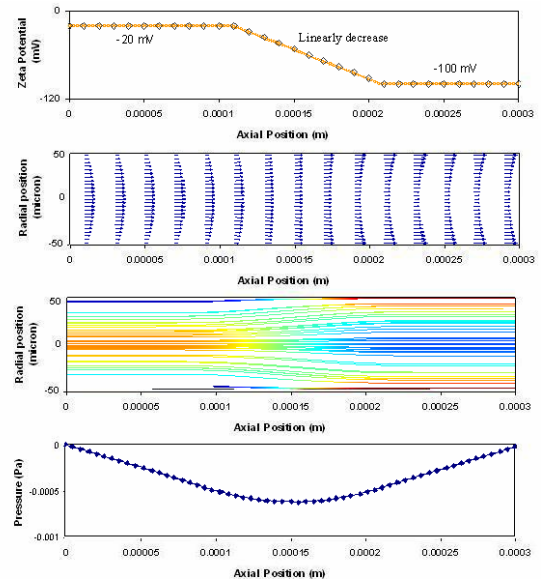 0
Zeta Potential
(mV)
-20 mV
Linearly decrease
-100 mV
-120
0 0.00005 0.0001 0.00015 0.0002 0.00025 0.0003
Axial Position (m)
50
Radial position
(micron)
0
-50
0 0.00005 0.0001 0.00015 0.0002 0.00025 0.0003
Axial Position (m)
50
Radial position
(micron)
0
-50
0 0.00005 0.0001 0.00015 0.0002 0.00025 0.0003
Axial Position (m)
0
Pressure (Pa)
-0.0005
-0.001
0 0.00005 0.0001 0.00015 0.0002 0.00025 0.0003
Axial Position (m)